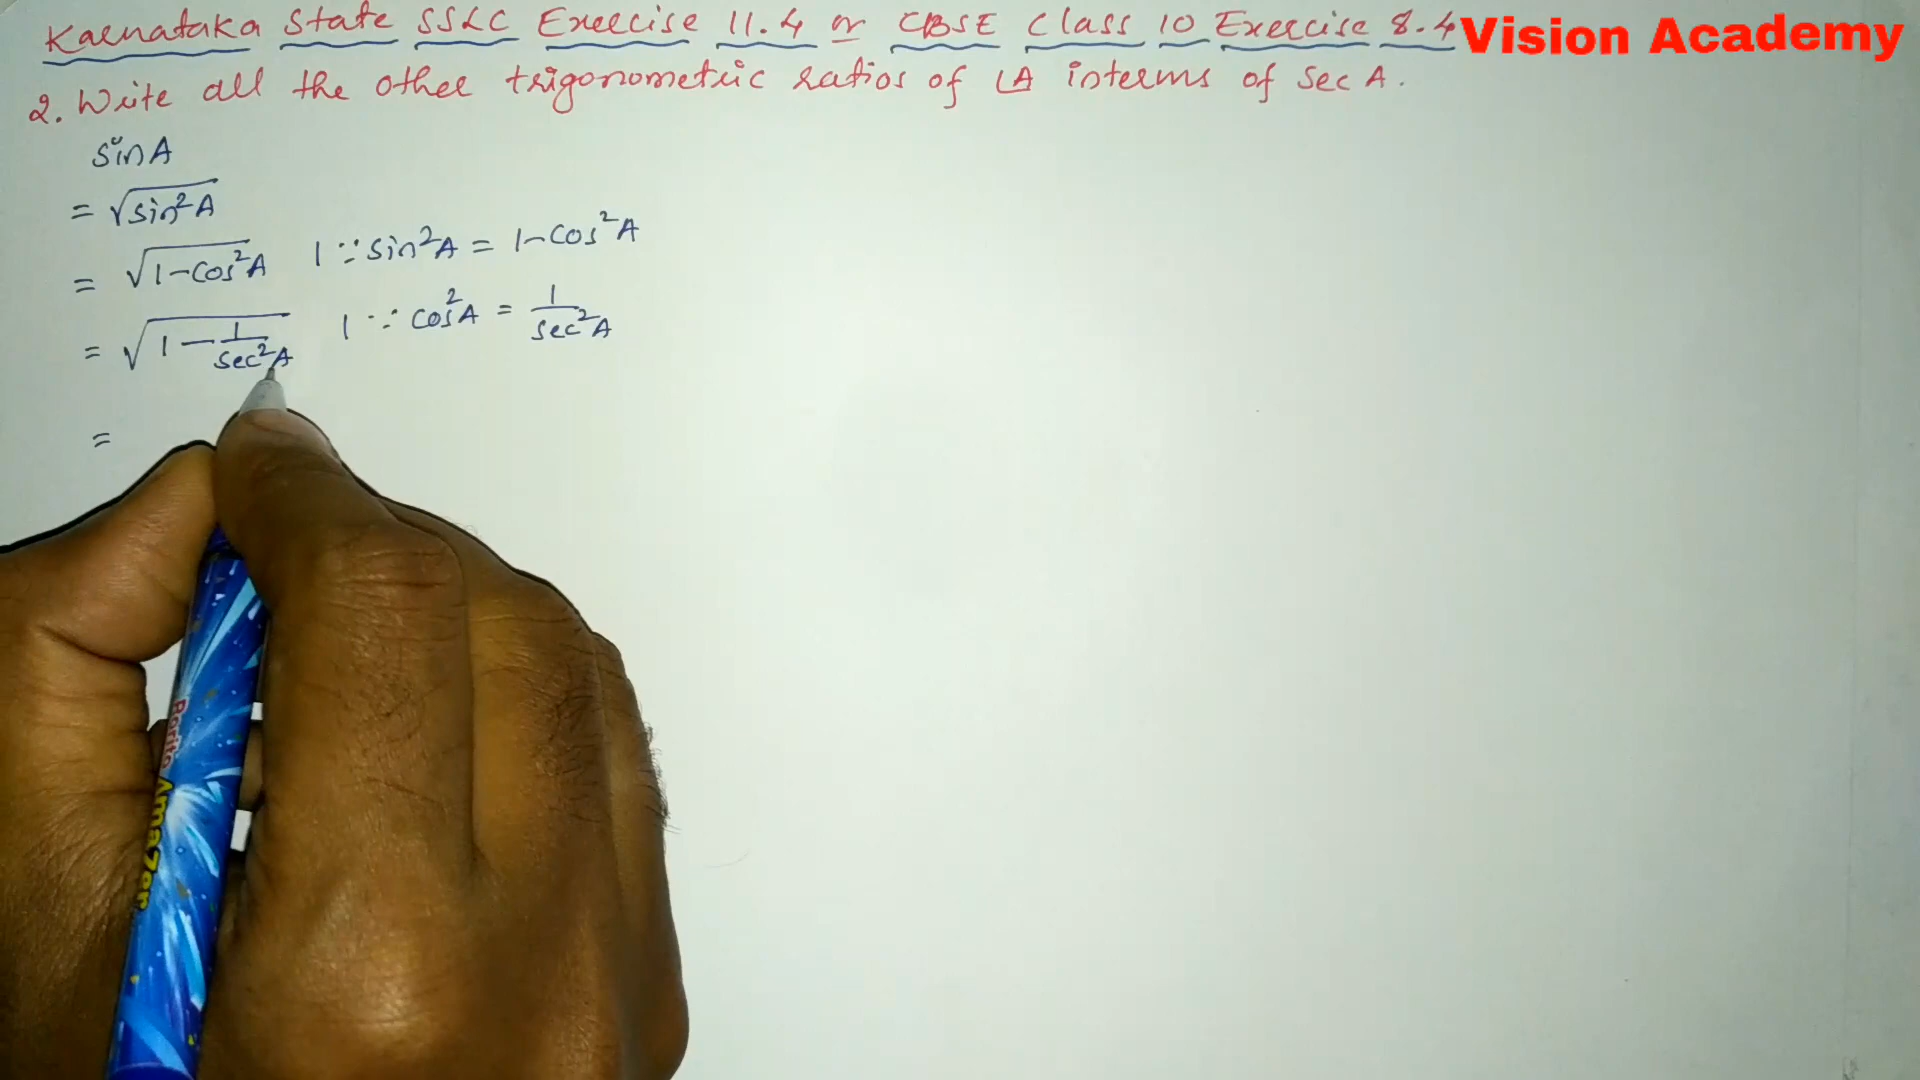 Karnataka State SSLC Exercise 11.4 or CBSE Class 10 Exercise 8.4 Vision Academy
2. Write all the other trigonometric ratios of ∠A interms of Sec A.
sin A
= √sin²A
= √1-cos²A | ∵ sin²A = 1-cos²A
= √1 - 1/sec²A | ∵ cos²A = 1/sec²A
=
Rorito Amazer